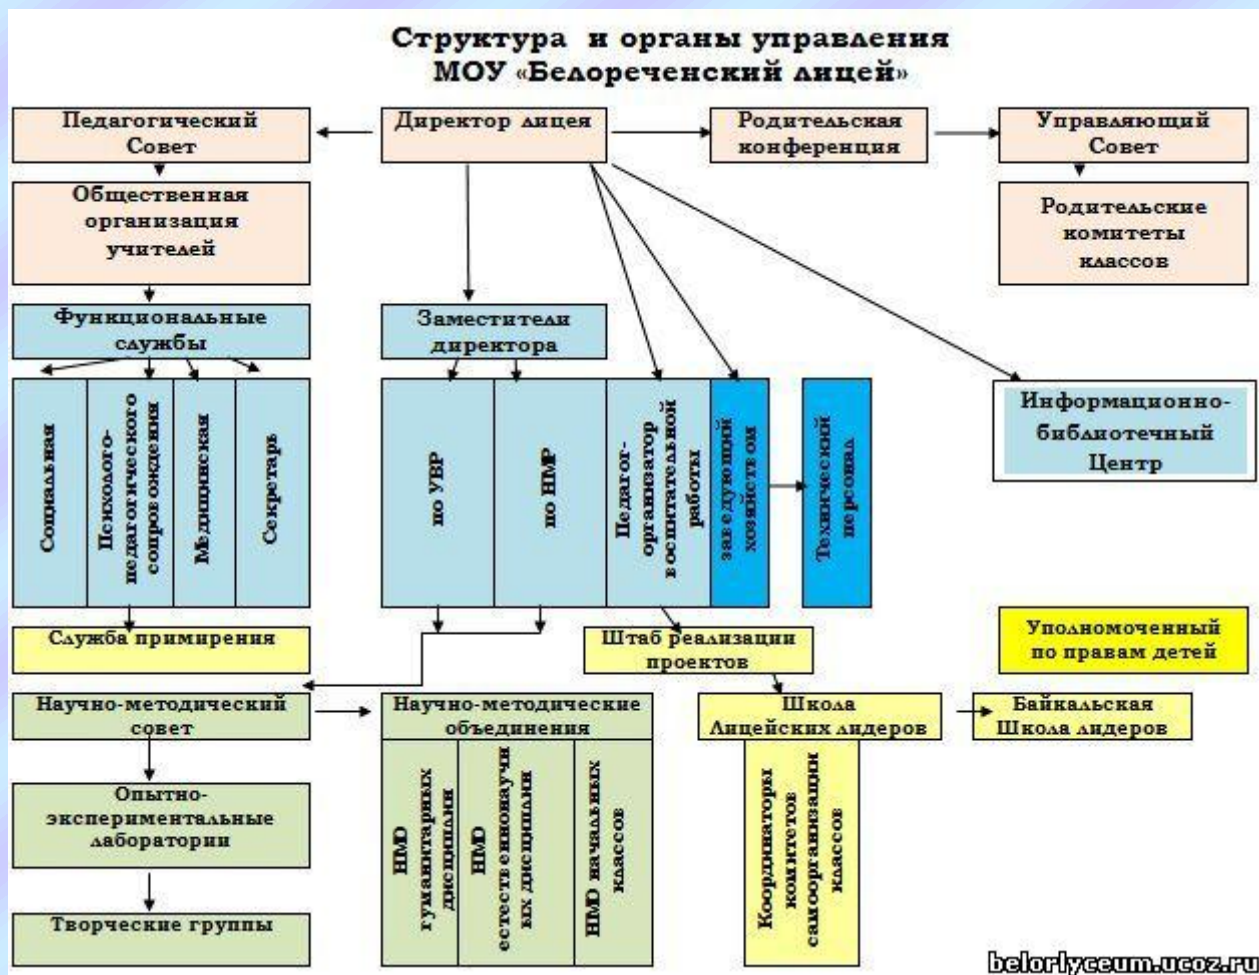 Структура и органы управления
МОУ «Белореченский лицей»
Педагогический
Совет
Директор лицея
Родительская
конференция
Управляющий
Совет
Общественная
организация
учителей
Родительские
комитеты
классов
Функциональные
службы
Заместители
директора
Информационно-
библиотечный
Центр
Социальная
Психолого-
педагогического
сопровождения
Медицинская
Секретарь
по УВР
по НМР
Педагог-
организатор
воспитательной
работы
заведующий
хозяйством
Технический
персонал
Служба примирения
Штаб реализации
проектов
Уполномоченный
по правам детей
Научно-методический
совет
Научно-методические
объединения
Школа
Лицейских лидеров
Байкальская
Школа лидеров
Опытно-
экспериментальные
лаборатории
Творческие группы
НМО
гуманитарных
дисциплин
НМО
естественнонаучн
ых дисциплин
НМО начальных
классов
Координаторы
комитетов
самоорганизации
классов
belorlyceum.ucoz.ru